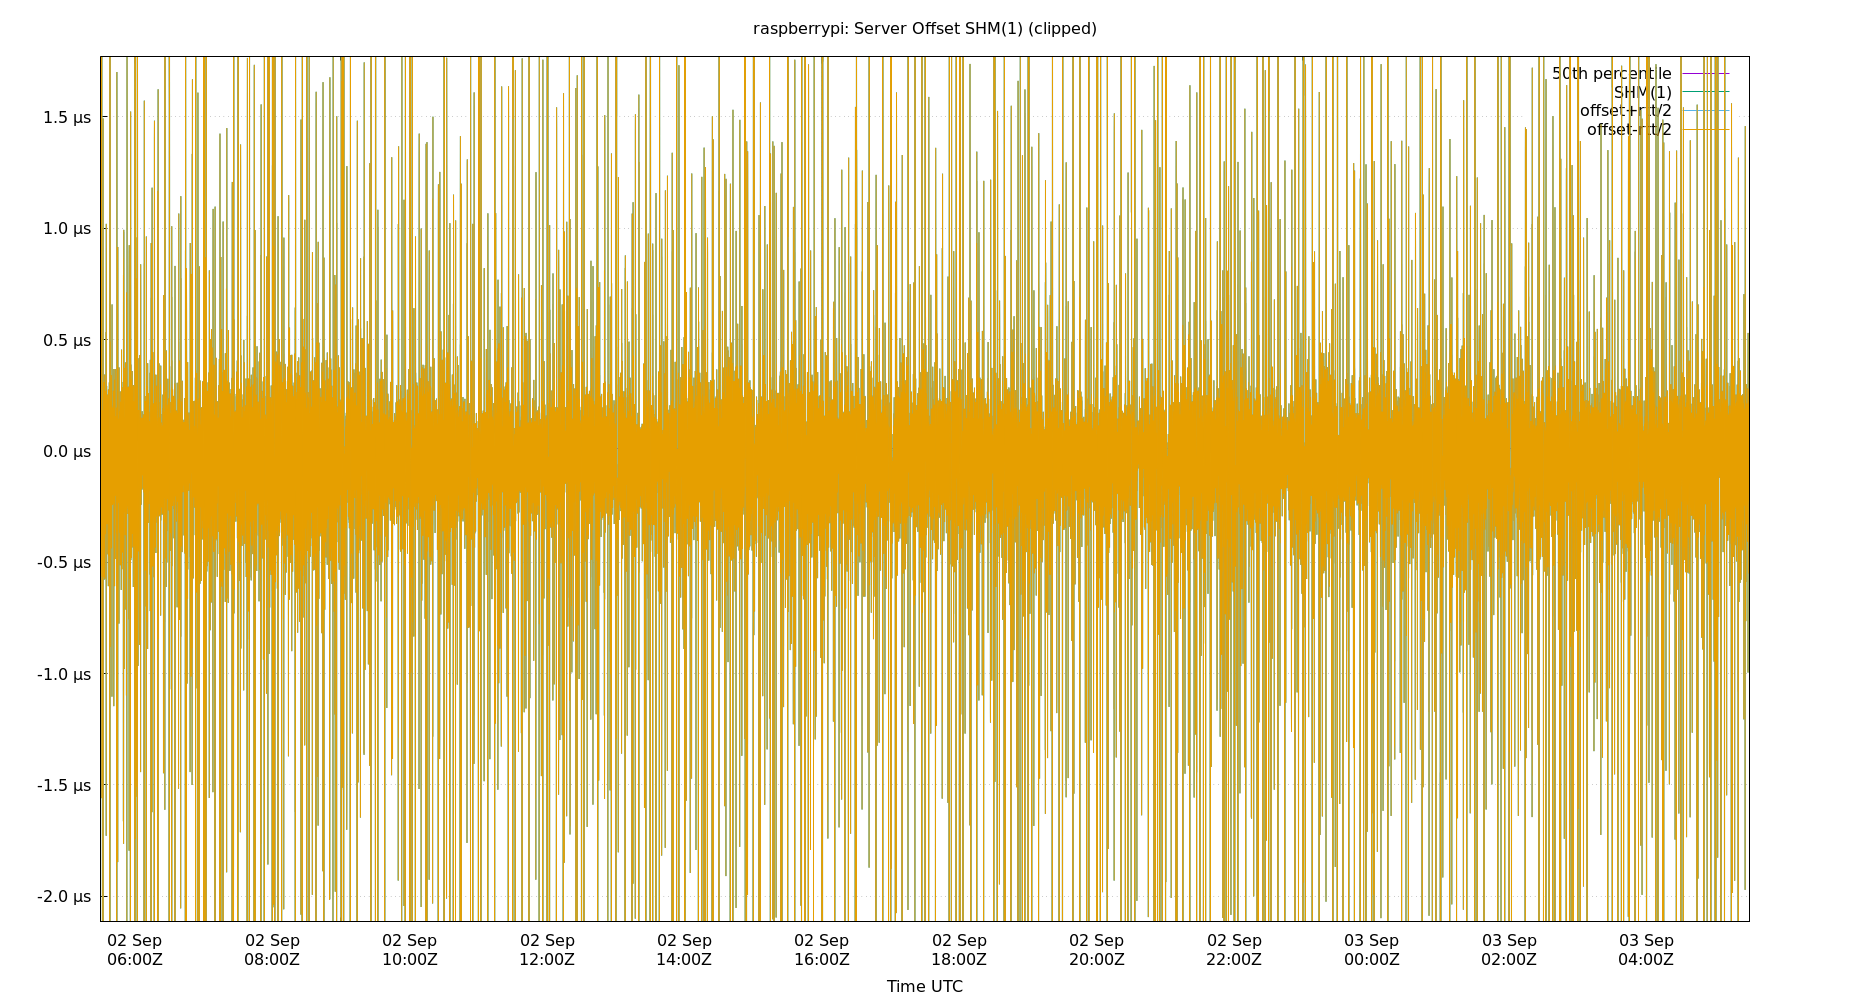 raspberrypi: Server Offset SHM(1) (clipped)
50th percentile
SHM(1)
offset+rtt/2
offset-rtt/2
1.5 µs
1.0 µs
0.5 µs
0.0 µs
-0.5 µs
-1.0 µs
-1.5 µs
-2.0 µs
02 Sep 02 Sep 02 Sep 02 Sep 02 Sep 02 Sep 02 Sep 02 Sep 02 Sep 03 Sep 03 Sep 03 Sep
06:00Z 08:00Z 10:00Z 12:00Z 14:00Z 16:00Z 18:00Z 20:00Z 22:00Z 00:00Z 02:00Z 04:00Z
Time UTC